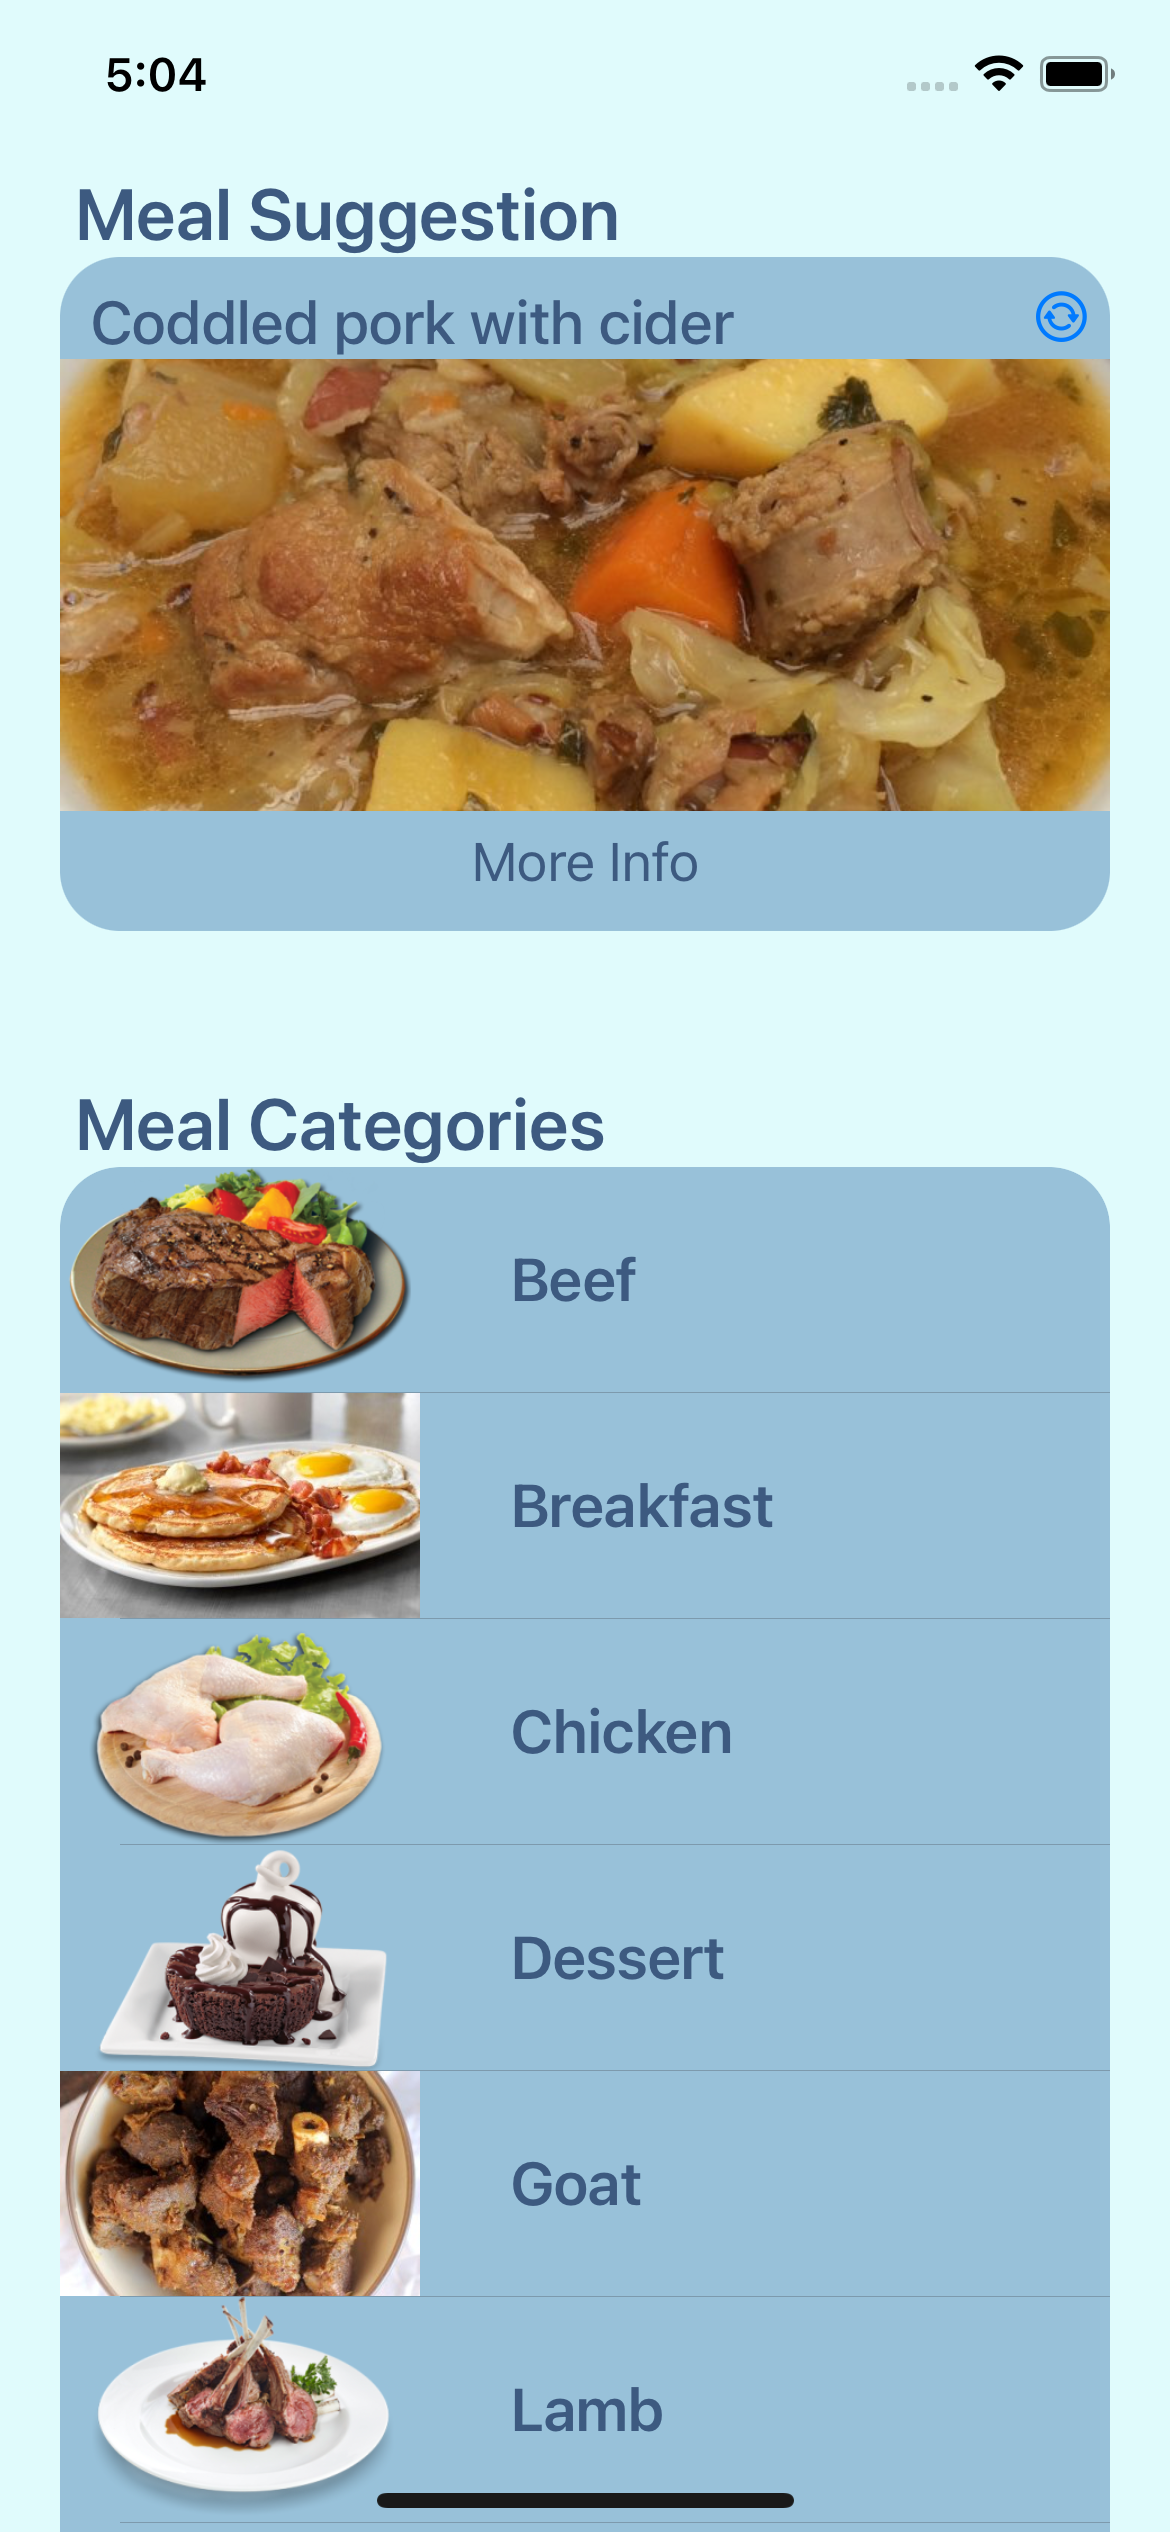 5:04
Meal Suggestion
Coddled pork with cider
More Info
Meal Categories
Beef
Breakfast
Chicken
Dessert
Goat
Lamb